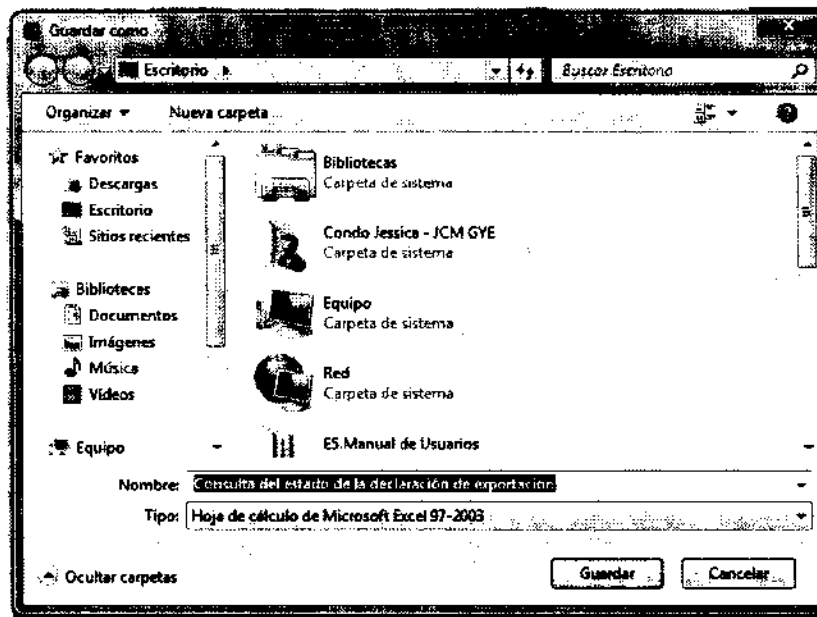 Guardar como
Escritorio
Buscar Escritorio
Organizar
Nueva carpeta
Favoritos
Descargas
Escritorio
Sitios recientes
Bibliotecas
Documentos
Imágenes
Música
Vídeos
Equipo
Bibliotecas
Carpeta de sistema
Condo Jessica - JCM GYE
Carpeta de sistema
Equipo
Carpeta de sistema
Red
Carpeta de sistema
ES.Manual de Usuarios
Nombre: Consulta del estado de la declaración de exportacion
Tipo: Hoja de cálculo de Microsoft Excel 97-2003
Ocultar carpetas
Guardar
Cancelar